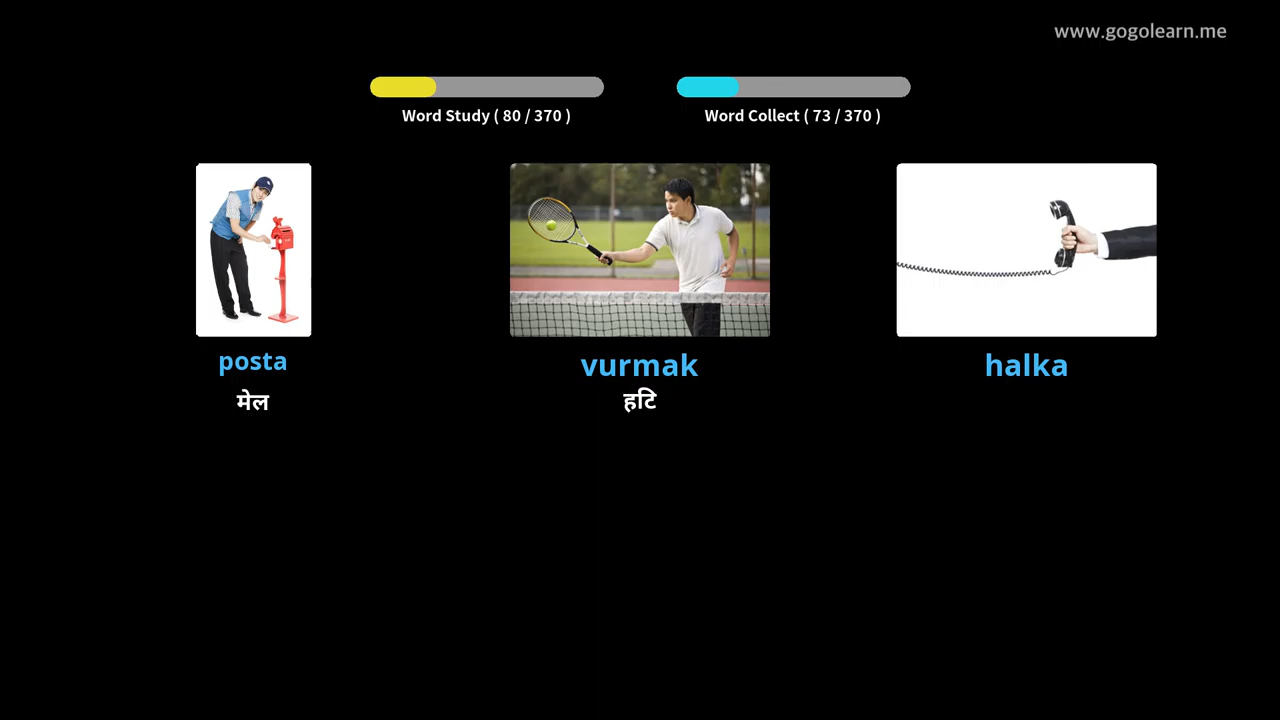 www.gogolearn.me
Word Study ( 80 / 370 )
Word Collect ( 73 / 370 )
posta
मेल
vurmak
हटि
halka